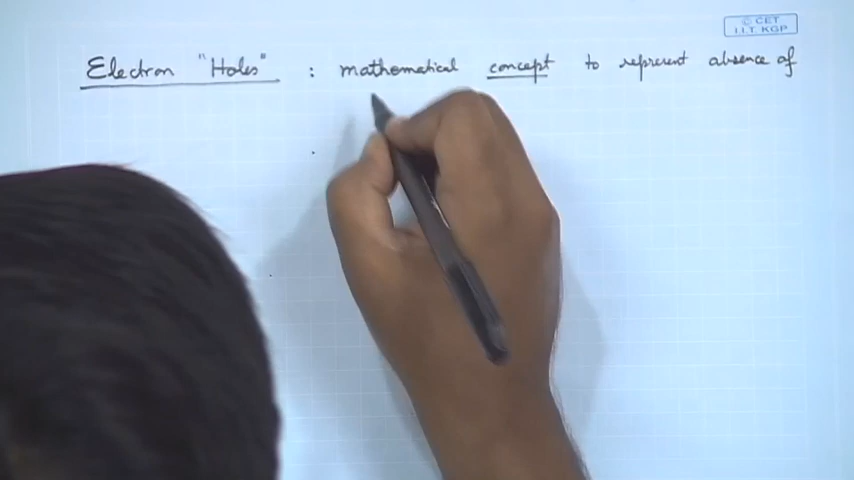 © CET
I.I.T. KGP
Electron "Holes" : mathematical concept to represent absence of